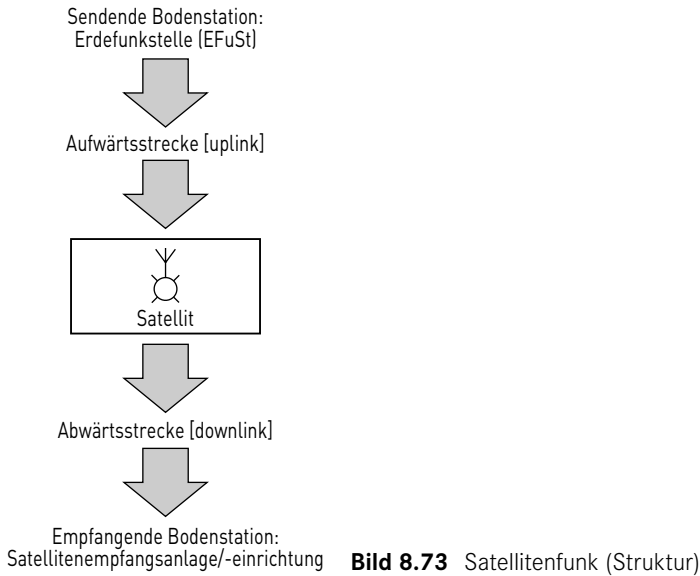 Sendende Bodenstation:
Erdefunkstelle (EFuSt)
Aufwärtsstrecke [uplink]
Satellit
Abwärtsstrecke [downlink]
Empfangende Bodenstation:
Satellitenempfangsanlage/-einrichtung
Bild 8.73 Satellitenfunk (Struktur)